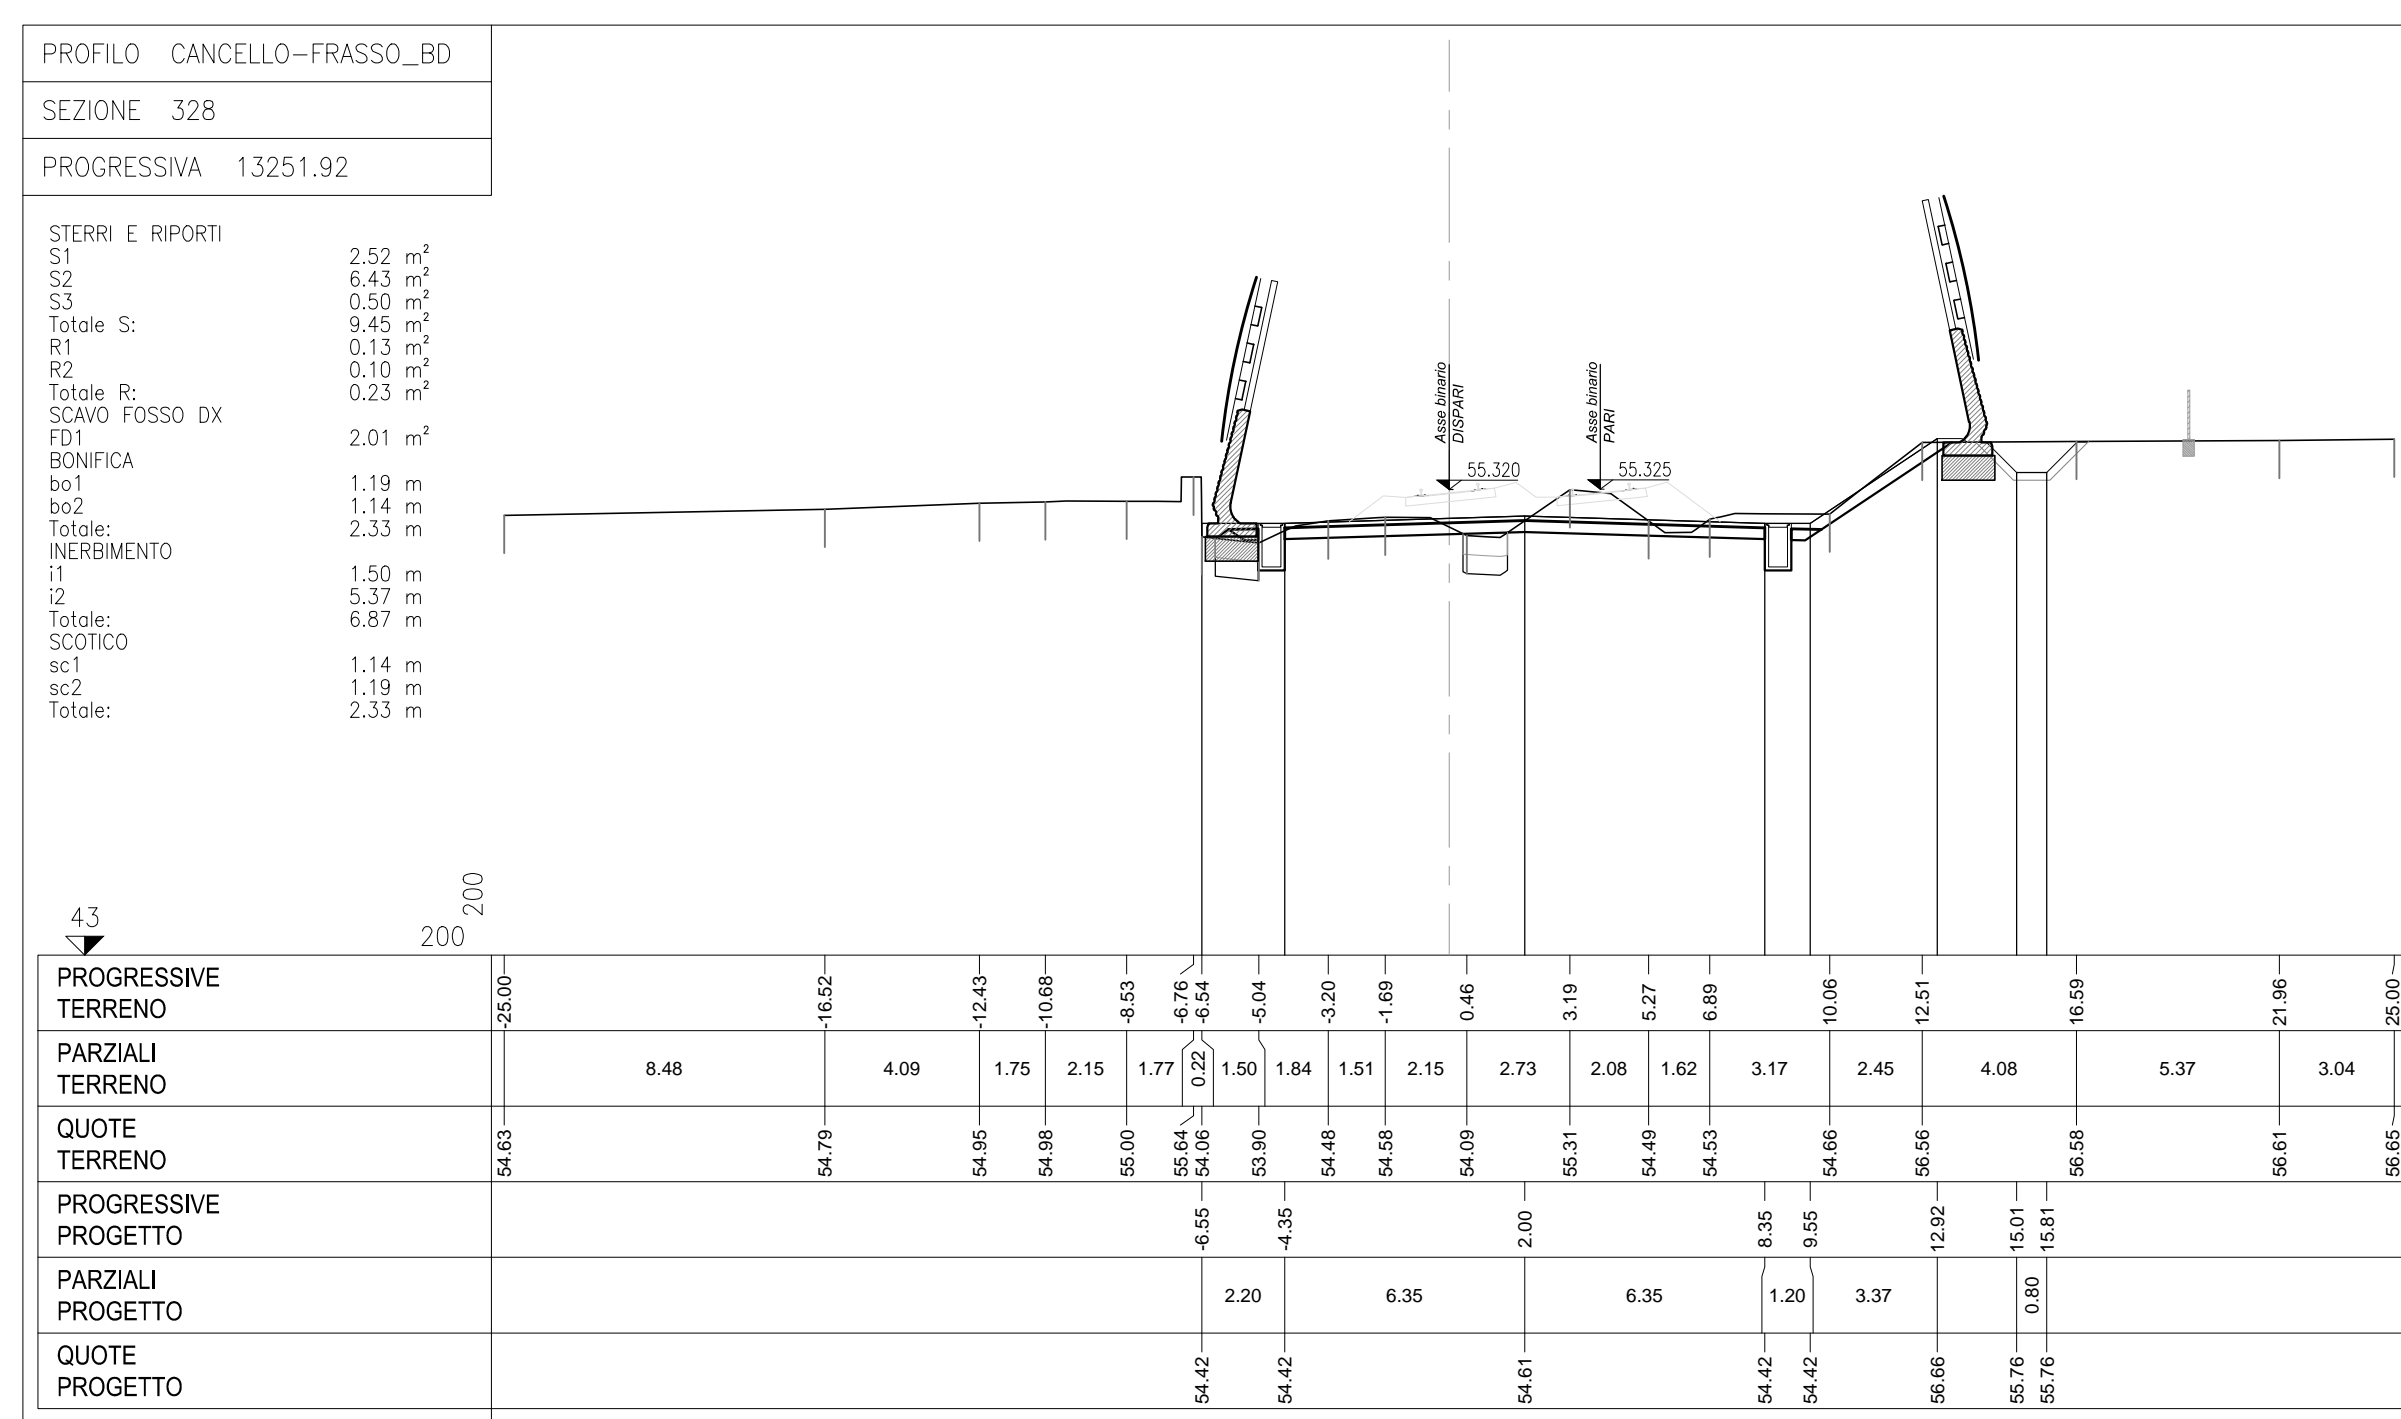 PROFILO CANCELLO-FRASSO_BD
SEZIONE 328
PROGRESSIVA 13251.92
STERRI E RIPORTI
S1 2.52 m²
S2 6.43 m²
S3 0.50 m²
Totale S: 9.45 m²
R1 0.13 m²
R2 0.10 m²
Totale R: 0.23 m²
SCAVO FOSSO DX
FD1 2.01 m²
BONIFICA
bo1 1.19 m
bo2 1.14 m
Totale: 2.33 m
INERBIMENTO
i1 1.50 m
i2 5.37 m
Totale: 6.87 m
SCOTICO
sc1 1.14 m
sc2 1.19 m
Totale: 2.33 m
Asse binario
DISPARI
55.320
Asse binario
PARI
55.325
43
200
200
PROGRESSIVE
TERRENO
-25.00 -16.52 -12.43 -10.68 -8.53 -6.76 -6.54 -5.04 -3.20 -1.69 0.46 3.19 5.27 6.89 10.06 12.51 16.59 21.96 25.00
PARZIALI
TERRENO
8.48 4.09 1.75 2.15 1.77 0.22 1.50 1.84 1.51 2.15 2.73 2.08 1.62 3.17 2.45 4.08 5.37 3.04
QUOTE
TERRENO
54.63 54.79 54.95 54.98 55.00 55.64 54.06 53.90 54.48 54.58 54.09 55.31 54.49 54.53 54.66 56.56 56.58 56.61 56.65
PROGRESSIVE
PROGETTO
-6.55 -4.35 2.00 8.35 9.55 12.92 15.01 15.81
PARZIALI
PROGETTO
2.20 6.35 6.35 1.20 3.37 0.80
QUOTE
PROGETTO
54.42 54.42 54.61 54.42 54.42 56.66 55.76 55.76